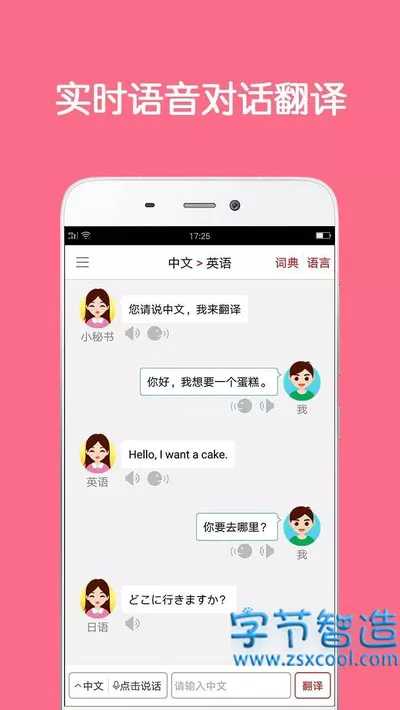 实时语音对话翻译
17:25
中文 > 英语
词典 语言
您请说中文，我来翻译
小秘书
你好，我想要一个蛋糕。
我
Hello, I want a cake.
英语
你要去哪里？
我
どこに行きますか？
日语
字节智造
www.zsxcool.com
中文 点击说话 请输入中文 翻译